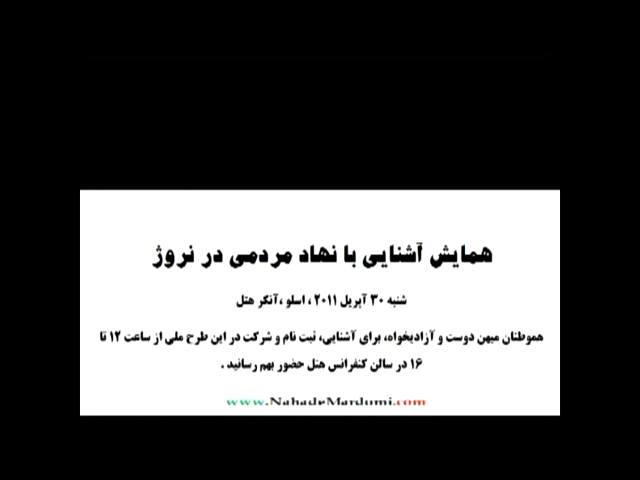 همایش آشنایی با نهاد مردمی در نروژ
شنبه ۳۰ آپریل ۲۰۱۱ ، اسلو ،آنکر هتل
هموطنان میهن دوست و آزادیخواه، برای آشنایی، ثبت نام و شرکت در این طرح ملی از ساعت ۱۲ تا
۱۶ در سالن کنفرانس هتل حضور بهم رسانید .
www.NahadeMardomi.com